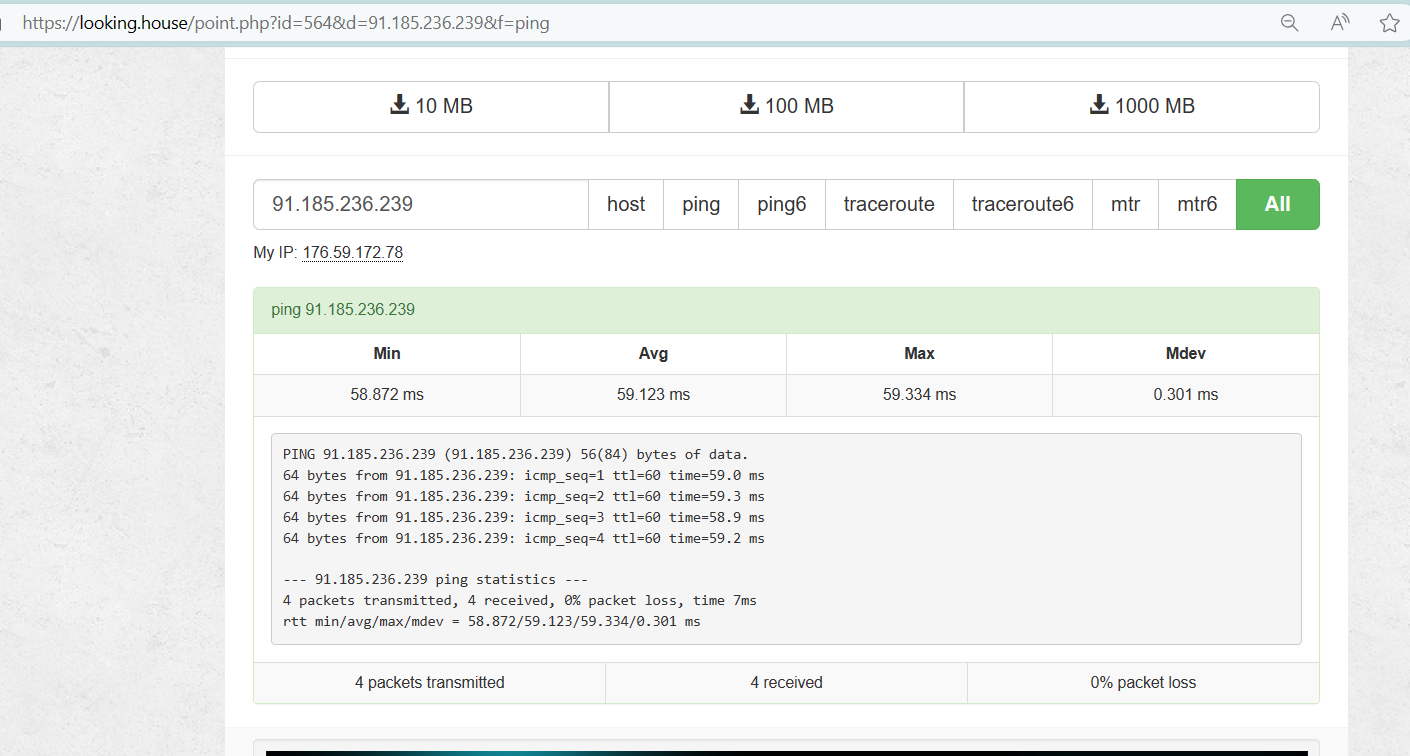 https://looking.house/point.php?id=564&d=91.185.236.239&f=ping
10 MB 100 MB 1000 MB
91.185.236.239 host ping ping6 traceroute traceroute6 mtr mtr6 All
My IP: 176.59.172.78
ping 91.185.236.239
Min Avg Max Mdev
58.872 ms 59.123 ms 59.334 ms 0.301 ms
PING 91.185.236.239 (91.185.236.239) 56(84) bytes of data.
64 bytes from 91.185.236.239: icmp_seq=1 ttl=60 time=59.0 ms
64 bytes from 91.185.236.239: icmp_seq=2 ttl=60 time=59.3 ms
64 bytes from 91.185.236.239: icmp_seq=3 ttl=60 time=58.9 ms
64 bytes from 91.185.236.239: icmp_seq=4 ttl=60 time=59.2 ms
--- 91.185.236.239 ping statistics ---
4 packets transmitted, 4 received, 0% packet loss, time 7ms
rtt min/avg/max/mdev = 58.872/59.123/59.334/0.301 ms
4 packets transmitted 4 received 0% packet loss